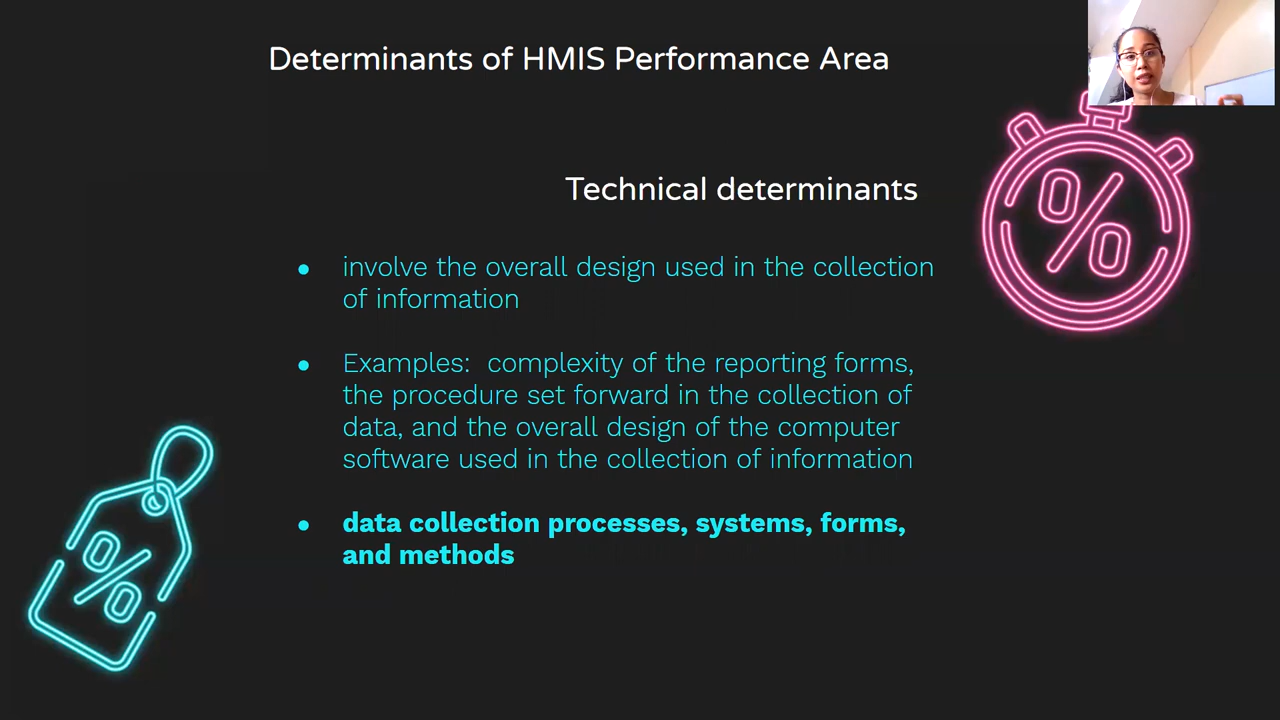 Determinants of HMIS Performance Area
Technical determinants
● involve the overall design used in the collection
of information
● Examples: complexity of the reporting forms,
the procedure set forward in the collection of
data, and the overall design of the computer
software used in the collection of information
● data collection processes, systems, forms,
and methods
%
%